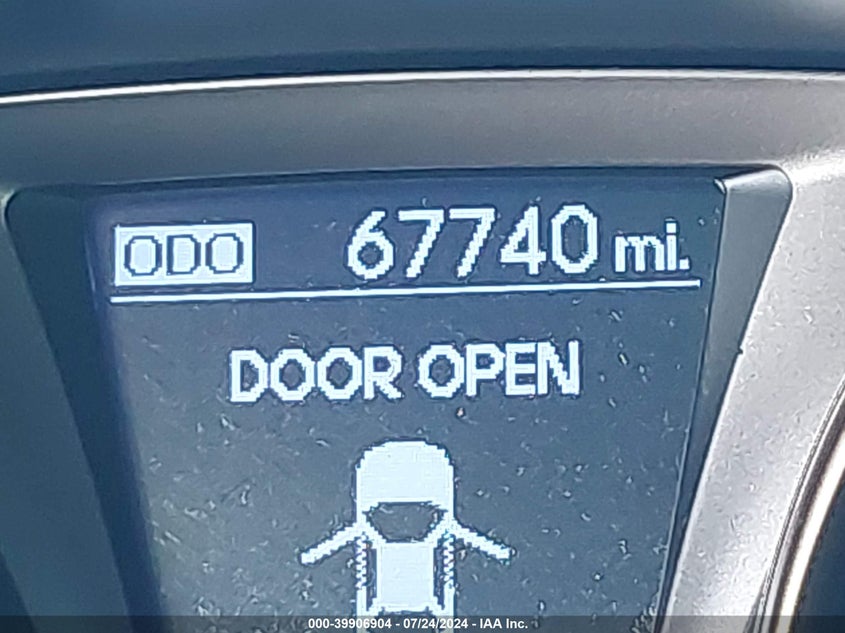 ODO 67740 mi.
DOOR OPEN
000-39906904 / 07/24/2024 - IAA Inc.